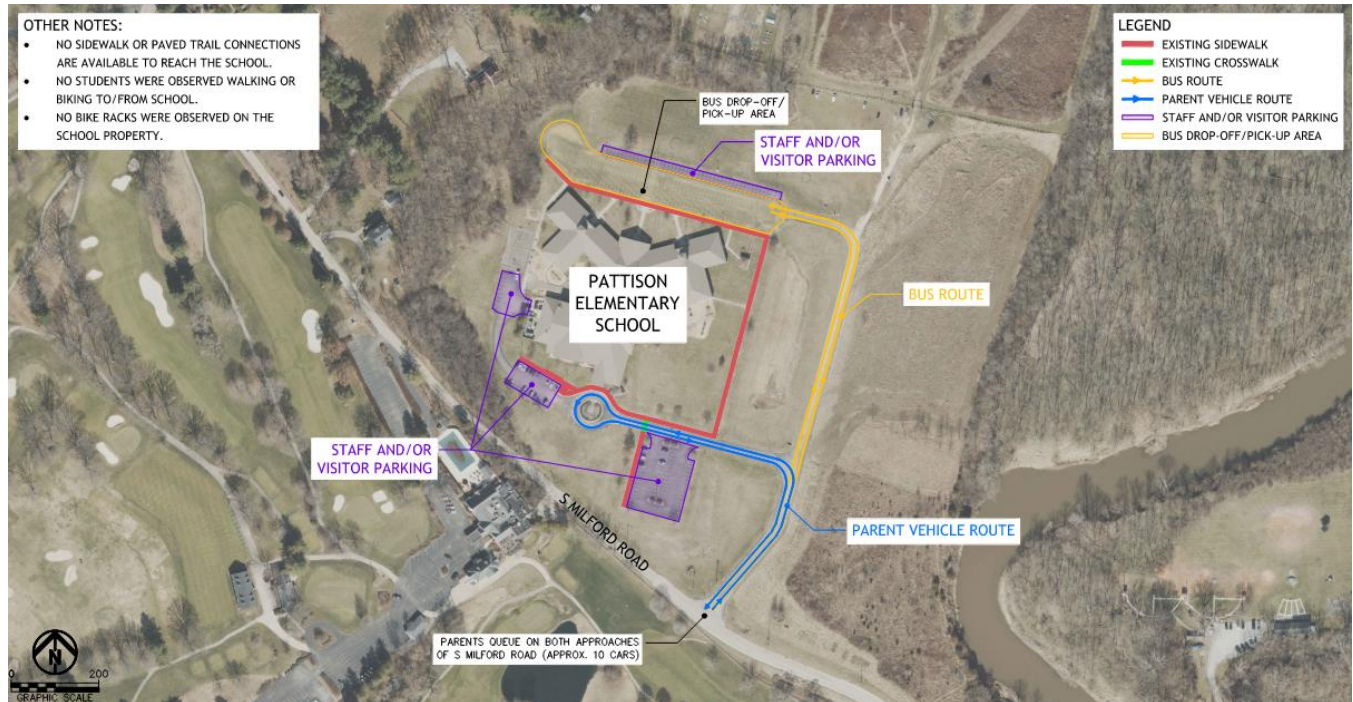 OTHER NOTES:
• NO SIDEWALK OR PAVED TRAIL CONNECTIONS
ARE AVAILABLE TO REACH THE SCHOOL.
• NO STUDENTS WERE OBSERVED WALKING OR
BIKING TO/FROM SCHOOL.
• NO BIKE RACKS WERE OBSERVED ON THE
SCHOOL PROPERTY.
LEGEND
EXISTING SIDEWALK
EXISTING CROSSWALK
BUS ROUTE
PARENT VEHICLE ROUTE
STAFF AND/OR VISITOR PARKING
BUS DROP-OFF/PICK-UP AREA
BUS DROP-OFF/
PICK-UP AREA
STAFF AND/OR
VISITOR PARKING
PATTISON
ELEMENTARY
SCHOOL
BUS ROUTE
STAFF AND/OR
VISITOR PARKING
S MILFORD ROAD
PARENT VEHICLE ROUTE
PARENTS QUEUE ON BOTH APPROACHES
OF S MILFORD ROAD (APPROX. 10 CARS)
N
0 200
GRAPHIC SCALE